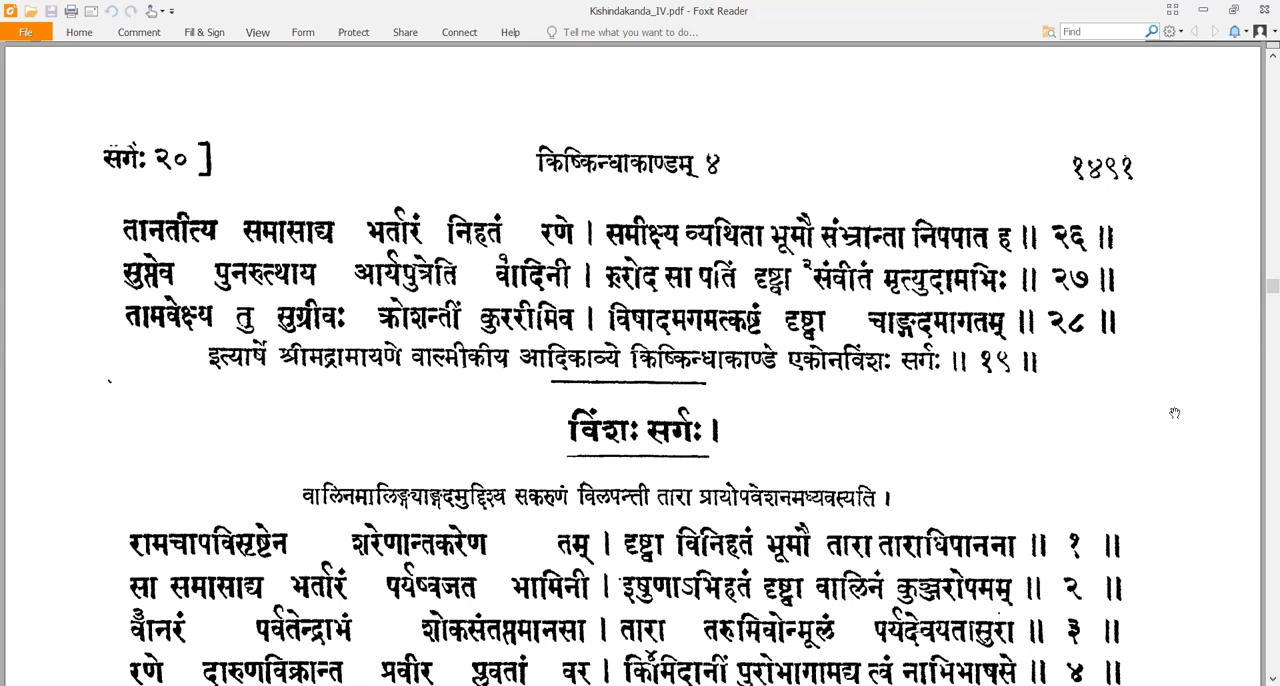 Kishindakanda_IV.pdf - Foxit Reader
File Home Comment Fill & Sign View Form Protect Share Connect Help Tell me what you want to do... Find
सर्गः २० ] किष्किन्धाकाण्डम् ४ १४९१
तानतीत्य समासाद्य भर्तारं निहतं रणे । समीक्ष्य व्यथिता भूमौ संभ्रान्ता निपपात ह ॥ २६ ॥
सुप्तेव पुनरुत्थाय आर्यपुत्रेति वादिनी । रुरोद सा पतिं दृष्ट्वा संवीतं मृत्युदामभिः ॥ २७ ॥
तामवेक्ष्य तु सुग्रीवः क्रोशन्तीं कुररीमिव । विषादमगमत्कष्टं दृष्ट्वा चाङ्गदमागतम् ॥ २८ ॥
इत्यार्षे श्रीमद्रामायणे वाल्मीकीय आदिकाव्ये किष्किन्धाकाण्डे एकोनविंशः सर्गः ॥ १९ ॥
विंशः सर्गः ।
वालिनमालिङ्ग्याङ्गदमुद्दिश्य सकरुणं विलपन्ती तारा प्रायोपवेशनमध्यवस्यति ।
रामचापविसृष्टेन शरेणान्तकरेण तम् । दृष्ट्वा विनिहतं भूमौ तारा ताराधिपानना ॥ १ ॥
सा समासाद्य भर्तारं पर्यष्वजत भामिनी । इषुणाऽभिहतं दृष्ट्वा वालिनं कुञ्जरोपमम् ॥ २ ॥
वानरं पर्वतेन्द्राभं शोकसंतप्तमानसा । तारा तरुमिवोन्मूलं पर्यदेवयतासुरा ॥ ३ ॥
रणे दारुणविक्रान्त प्रवीर प्लवतां वर । किमिदानीं पुरोभागामद्य त्वं नाभिभाषसे ॥ ४ ॥